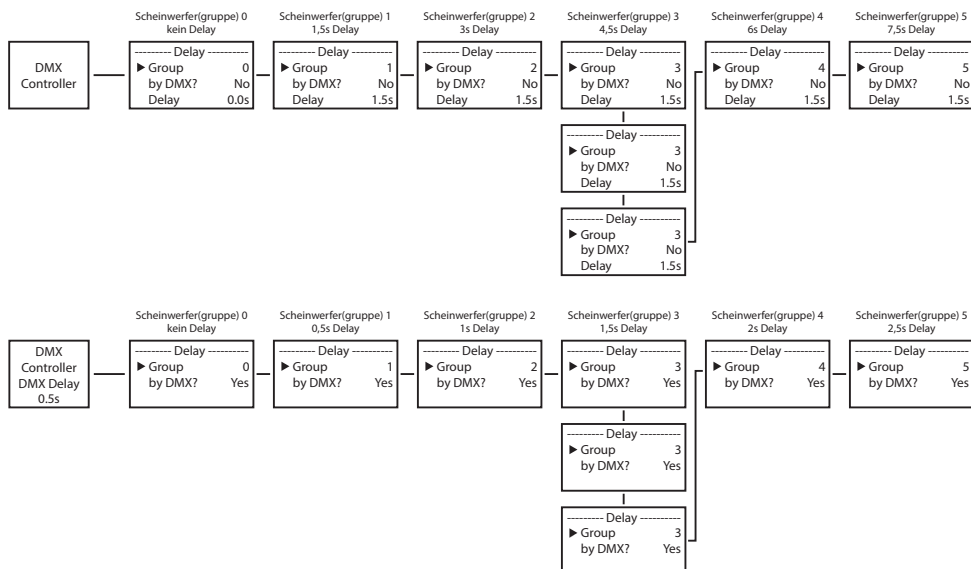 Scheinwerfer(gruppe) 0
kein Delay
Scheinwerfer(gruppe) 1
1,5s Delay
Scheinwerfer(gruppe) 2
3s Delay
Scheinwerfer(gruppe) 3
4,5s Delay
Scheinwerfer(gruppe) 4
6s Delay
Scheinwerfer(gruppe) 5
7,5s Delay
DMX
Controller
--------- Delay ----------
▶ Group 0
by DMX? No
Delay 0.0s
--------- Delay ----------
▶ Group 1
by DMX? No
Delay 1.5s
--------- Delay ----------
▶ Group 2
by DMX? No
Delay 1.5s
--------- Delay ----------
▶ Group 3
by DMX? No
Delay 1.5s
--------- Delay ----------
▶ Group 3
by DMX? No
Delay 1.5s
--------- Delay ----------
▶ Group 3
by DMX? No
Delay 1.5s
--------- Delay ----------
▶ Group 4
by DMX? No
Delay 1.5s
--------- Delay ----------
▶ Group 5
by DMX? No
Delay 1.5s
Scheinwerfer(gruppe) 0
kein Delay
Scheinwerfer(gruppe) 1
0,5s Delay
Scheinwerfer(gruppe) 2
1s Delay
Scheinwerfer(gruppe) 3
1,5s Delay
Scheinwerfer(gruppe) 4
2s Delay
Scheinwerfer(gruppe) 5
2,5s Delay
DMX
Controller
DMX Delay
0.5s
--------- Delay ----------
▶ Group 0
by DMX? Yes
--------- Delay ----------
▶ Group 1
by DMX? Yes
--------- Delay ----------
▶ Group 2
by DMX? Yes
--------- Delay ----------
▶ Group 3
by DMX? Yes
--------- Delay ----------
▶ Group 3
by DMX? Yes
--------- Delay ----------
▶ Group 3
by DMX? Yes
--------- Delay ----------
▶ Group 4
by DMX? Yes
--------- Delay ----------
▶ Group 5
by DMX? Yes